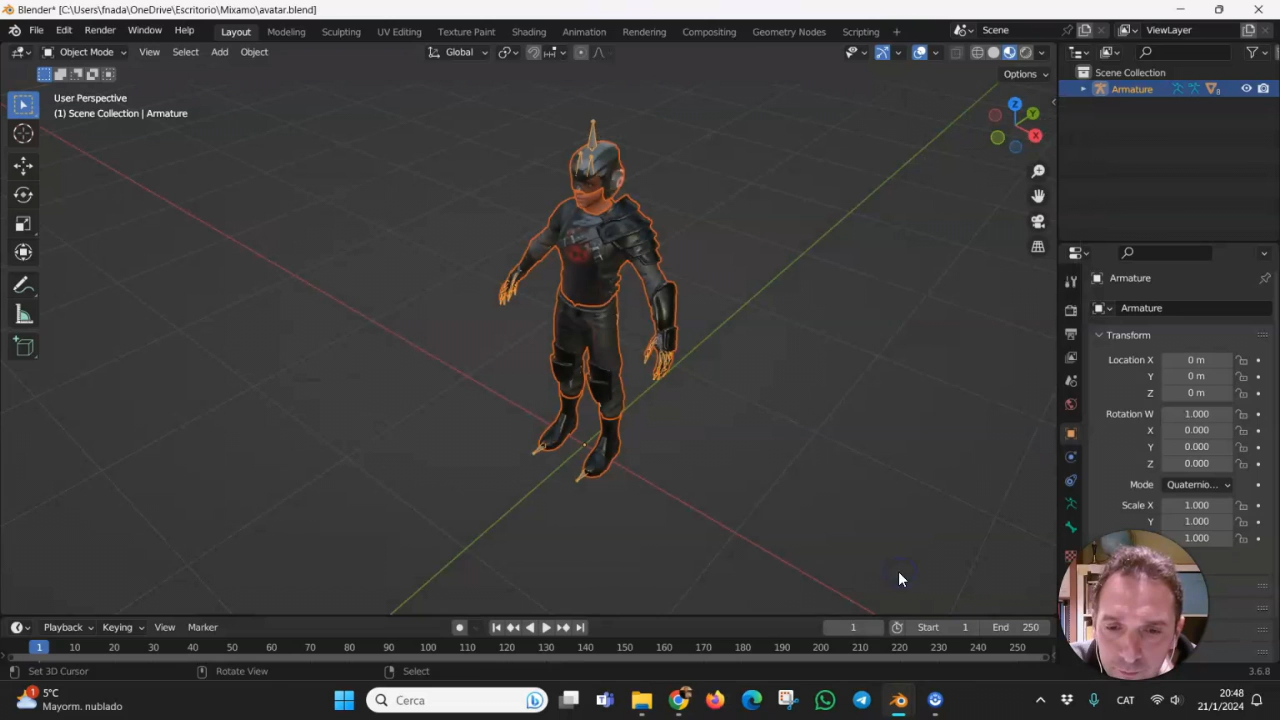 Blender* [C:\Users\fnada\OneDrive\Escritorio\Mixamo\avatar.blend]
File Edit Render Window Help Layout Modeling Sculpting UV Editing Texture Paint Shading Animation Rendering Compositing Geometry Nodes Scripting + Scene ViewLayer
Object Mode View Select Add Object Global
Options
User Perspective
(1) Scene Collection | Armature
Z
Y
X
Scene Collection
Armature 8
Armature
Armature
Transform
Location X 0 m
Y 0 m
Z 0 m
Rotation W 1.000
X 0.000
Y 0.000
Z 0.000
Mode Quaternio...
Scale X 1.000
Y 1.000
1.000
Playback Keying View Marker 1 Start 1 End 250
1 10 20 30 40 50 60 70 80 90 100 110 120 130 140 150 160 170 180 190 200 210 220 230 240 250
Set 3D Cursor Rotate View Select 3.6.8
1 5°C
Mayorm. nublado
Cerca
CAT
20:48
21/1/2024